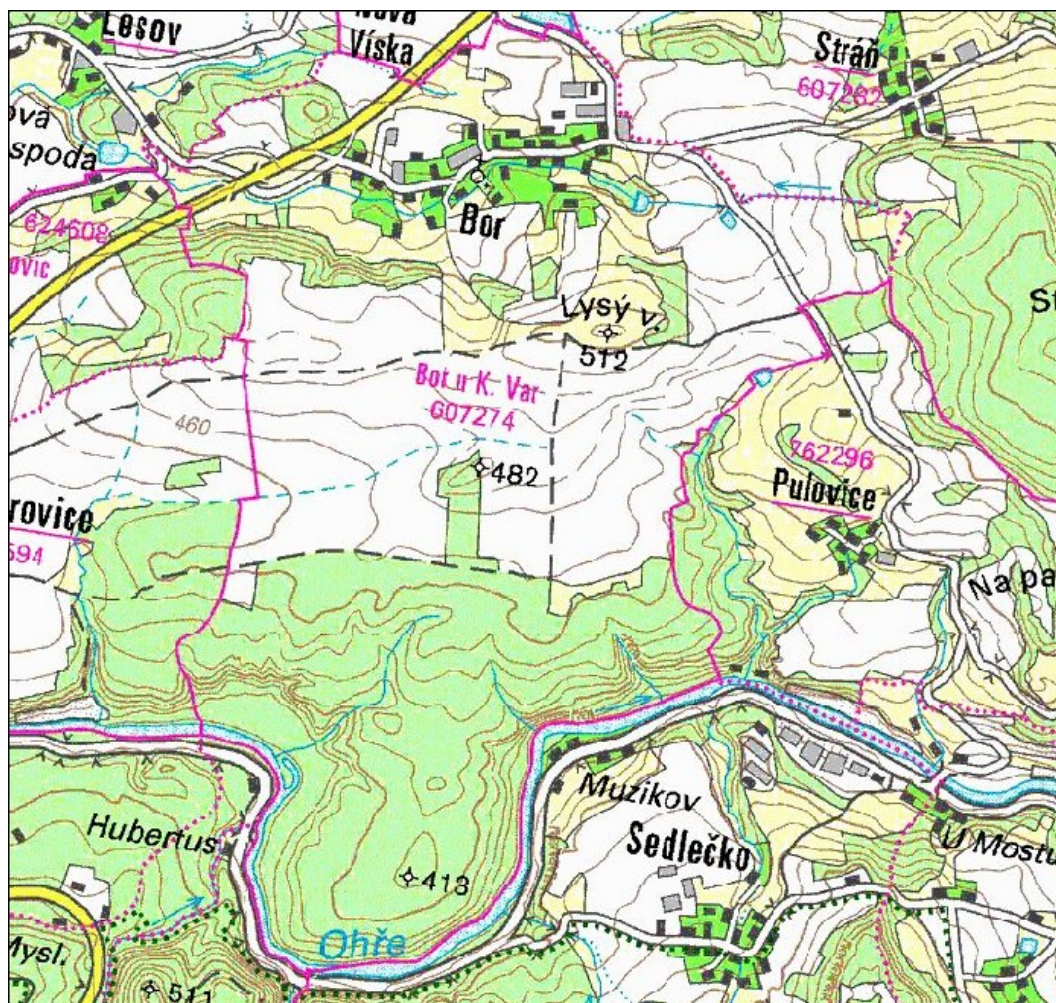 Lesov
Nová
Víska
Stráň
607282
ová
spoda
Bor
624608
ovic
Lysý v.
512
Bor u K. Var
607274
460
482
762296
Pulovice
rovice
594
Na pa
Muzikov
Hubertus
Sedlečko
U Mostu
413
Ohře
Mysl.
511